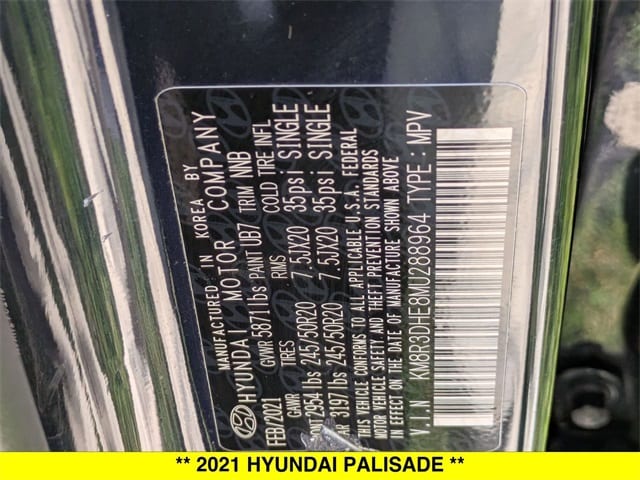 MANUFACTURED IN KOREA BY
HYUNDAI MOTOR COMPANY
FEB/2021 GVWR 5871lbs PAINT UB7 TRIM NNB
GAWR TIRES RIMS COLD TIRE INFL
2994lbs 245/50R20 7.5JX20 35psi SINGLE
3197lbs 245/50R20 7.5JX20 35psi SINGLE
THIS VEHICLE CONFORMS TO ALL APPLICABLE U.S.A. FEDERAL
MOTOR VEHICLE SAFETY AND THEFT PREVENTION STANDARDS
IN EFFECT ON THE DATE OF MANUFACTURE SHOWN ABOVE
V.I.N : KM8R3DHE8MU288964 TYPE : MPV
** 2021 HYUNDAI PALISADE **